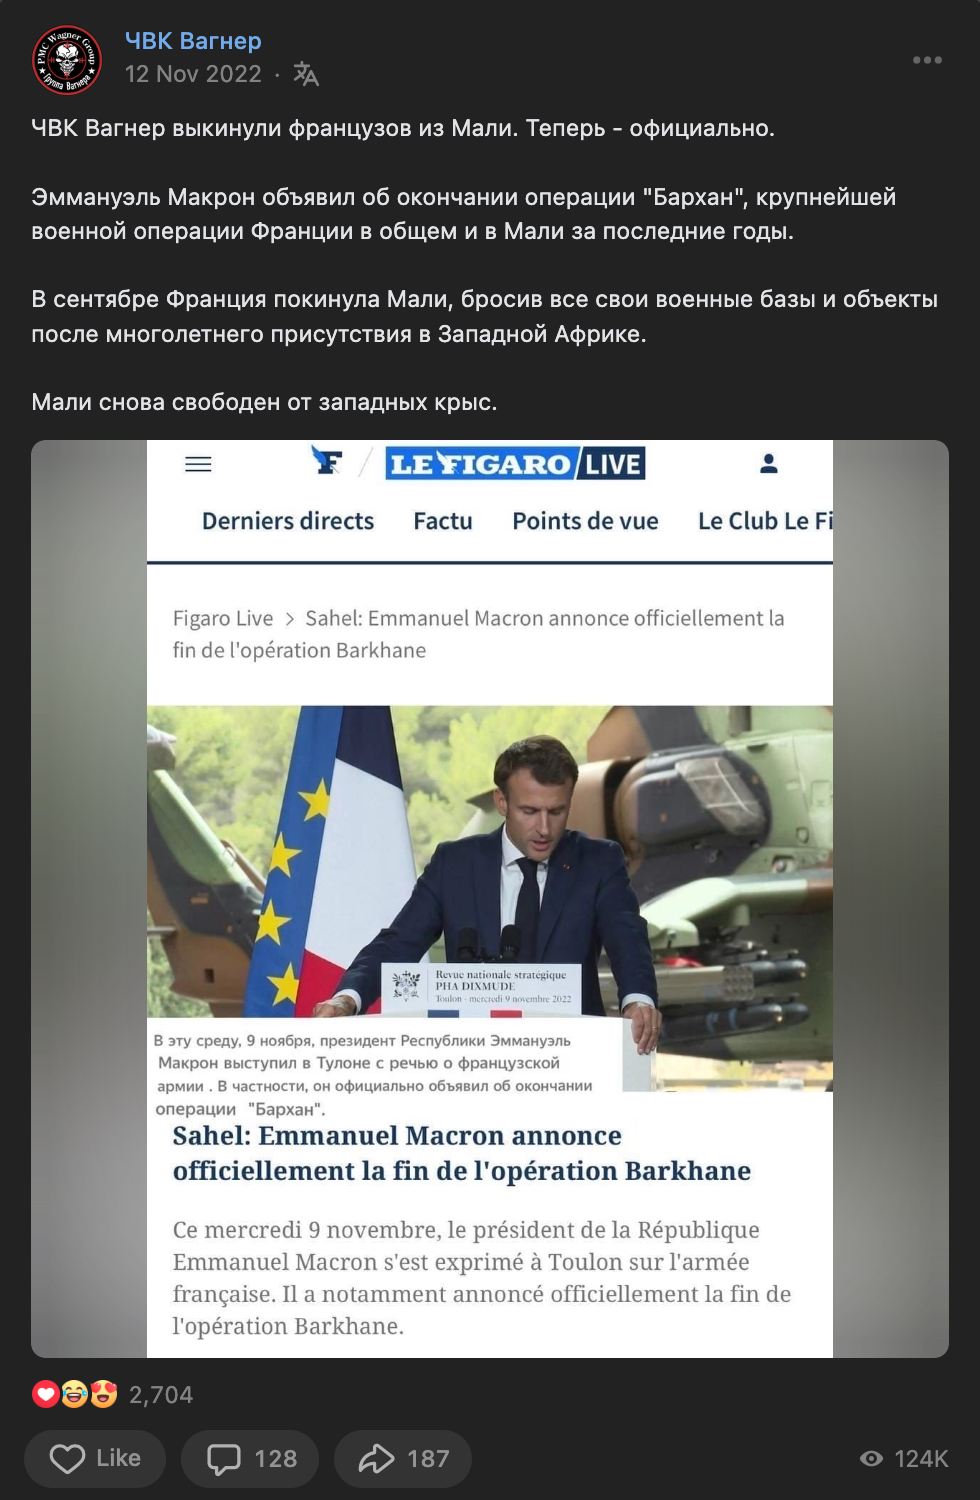 PMC Wagner Group
Группа Вагнера
ЧВК Вагнер
12 Nov 2022 ·
ЧВК Вагнер выкинули французов из Мали. Теперь - официально.
Эммануэль Макрон объявил об окончании операции "Бархан", крупнейшей
военной операции Франции в общем и в Мали за последние годы.
В сентябре Франция покинула Мали, бросив все свои военные базы и объекты
после многолетнего присутствия в Западной Африке.
Мали снова свободен от западных крыс.
F / LE FIGARO/LIVE
Derniers directs Factu Points de vue Le Club Le Fi
Figaro Live > Sahel: Emmanuel Macron annonce officiellement la
fin de l'opération Barkhane
Revue nationale stratégique
PHA DIXMUDE
Toulon - mercredi 9 novembre 2022
В эту среду, 9 ноября, президент Республики Эммануэль
Макрон выступил в Тулоне с речью о французской
армии . В частности, он официально объявил об окончании
операции "Бархан".
Sahel: Emmanuel Macron annonce
officiellement la fin de l'opération Barkhane
Ce mercredi 9 novembre, le président de la République
Emmanuel Macron s'est exprimé à Toulon sur l'armée
française. Il a notamment annoncé officiellement la fin de
l'opération Barkhane.
2,704
Like 128 187 124K